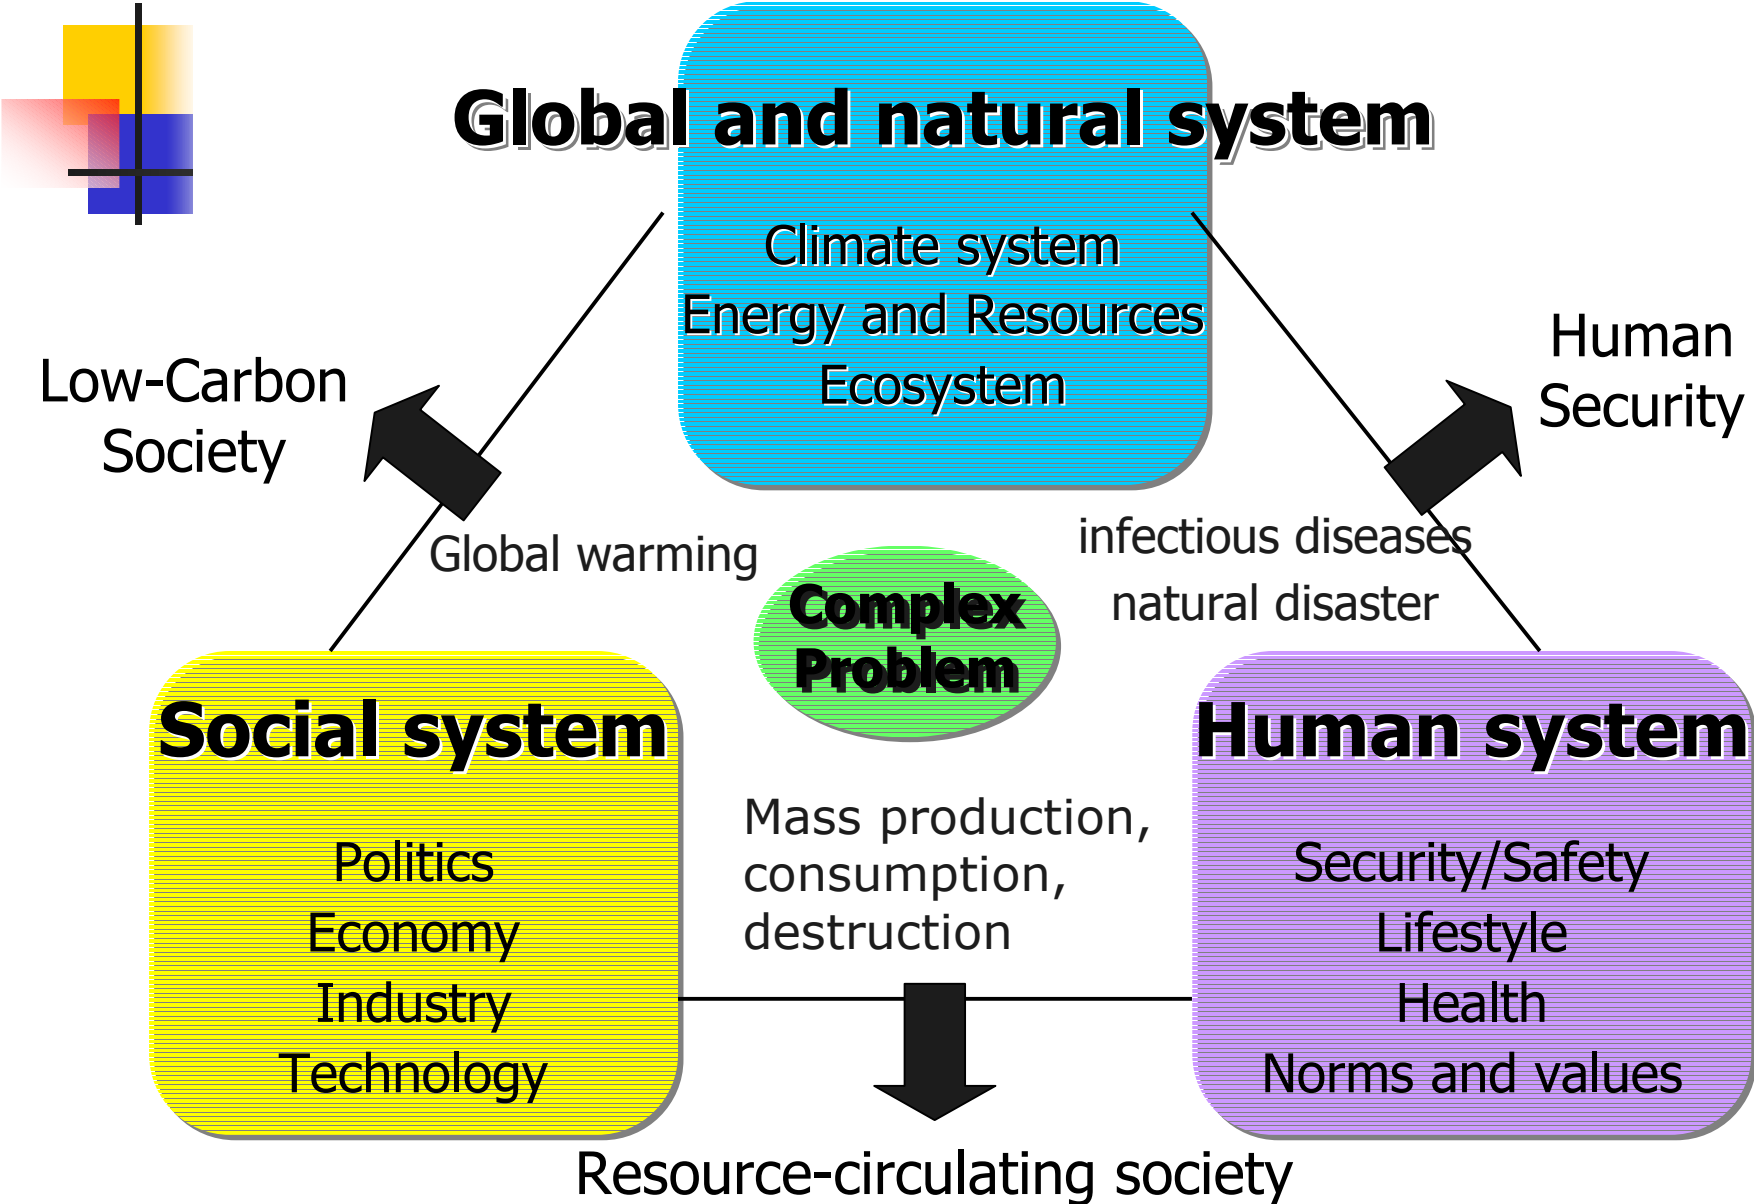 Global and natural system
Climate system
Energy and Resources
Ecosystem
Low-Carbon
Society
Human
Security
Global warming
infectious diseases
natural disaster
Complex
Problem
Social system
Politics
Economy
Industry
Technology
Mass production,
consumption,
destruction
Human system
Security/Safety
Lifestyle
Health
Norms and values
Resource-circulating society